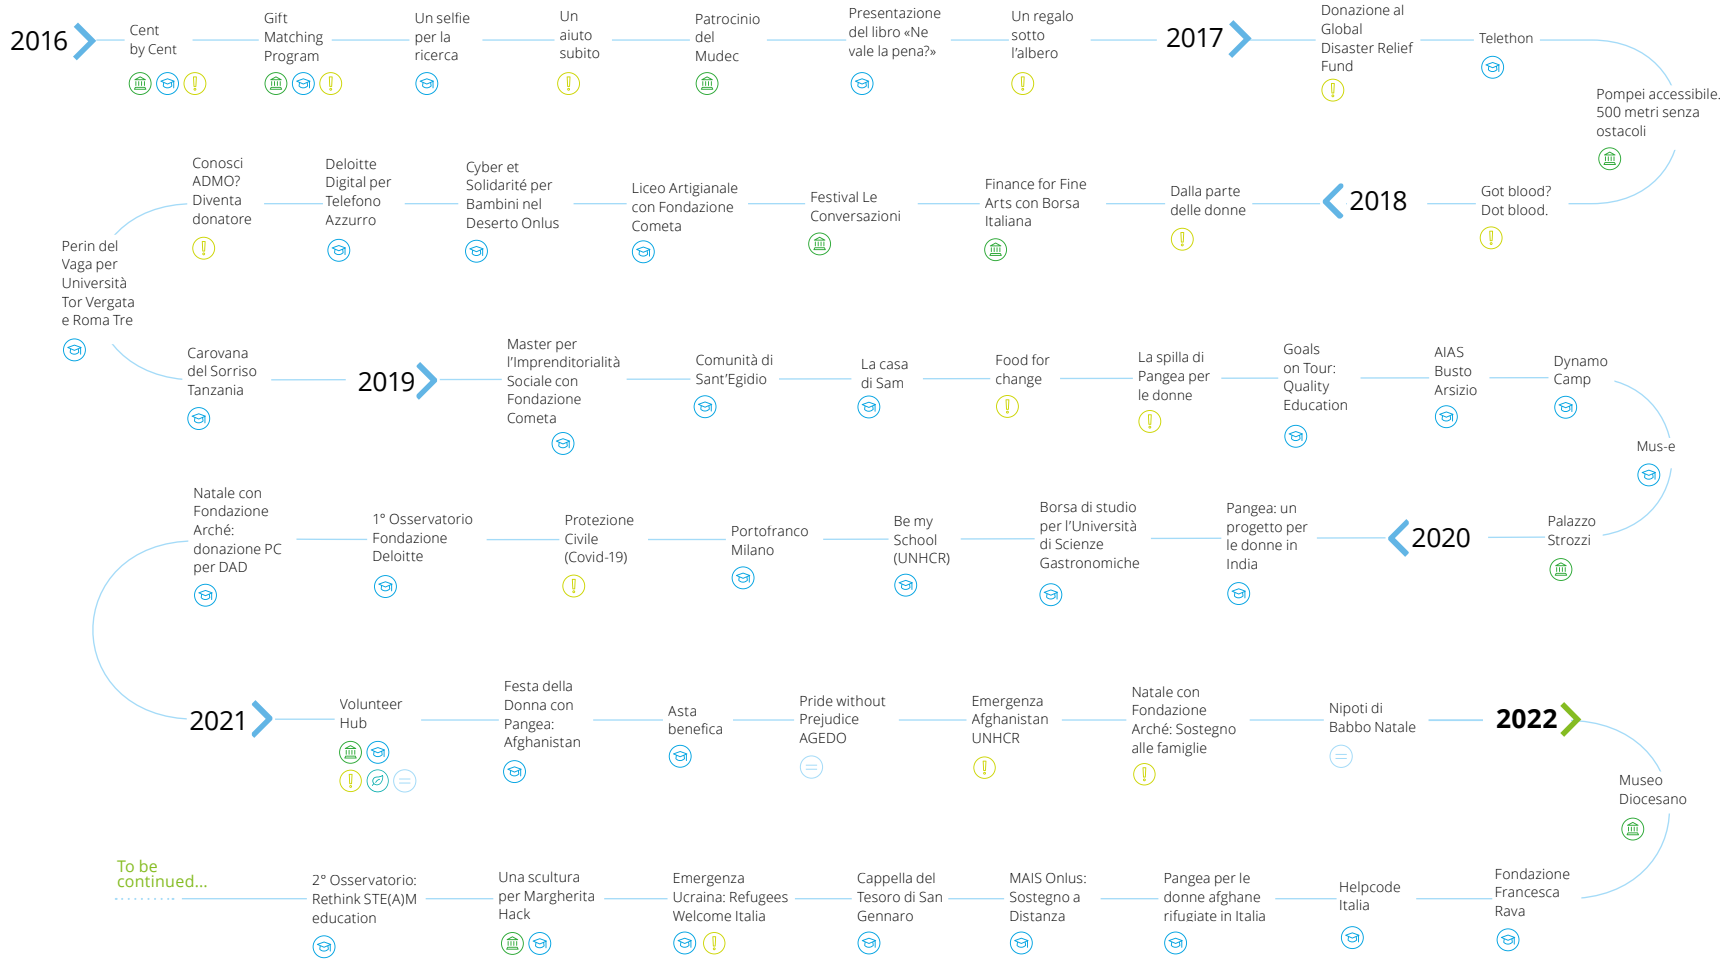 2016
Cent
by Cent
Gift
Matching
Program
Un selfie
per la
ricerca
Un
aiuto
subito
Patrocinio
del
Mudec
Presentazione
del libro «Ne
vale la pena?»
Un regalo
sotto
l'albero
2017
Donazione al
Global
Disaster Relief
Fund
Telethon
Pompei accessibile.
500 metri senza
ostacoli
Got blood?
Dot blood.
2018
Dalla parte
delle donne
Finance for Fine
Arts con Borsa
Italiana
Festival Le
Conversazioni
Liceo Artigianale
con Fondazione
Cometa
Cyber et
Solidarité per
Bambini nel
Deserto Onlus
Deloitte
Digital per
Telefono
Azzurro
Conosci
ADMO?
Diventa
donatore
Perin del
Vaga per
Università
Tor Vergata
e Roma Tre
Carovana
del Sorriso
Tanzania
2019
Master per
l'Imprenditorialità
Sociale con
Fondazione
Cometa
Comunità di
Sant'Egidio
La casa
di Sam
Food for
change
La spilla di
Pangea per
le donne
Goals
on Tour:
Quality
Education
AIAS
Busto
Arsizio
Dynamo
Camp
Mus-e
Palazzo
Strozzi
2020
Pangea: un
progetto per
le donne in
India
Borsa di studio
per l'Università
di Scienze
Gastronomiche
Be my
School
(UNHCR)
Portofranco
Milano
Protezione
Civile
(Covid-19)
1° Osservatorio
Fondazione
Deloitte
Natale con
Fondazione
Arché:
donazione PC
per DAD
2021
Volunteer
Hub
Festa della
Donna con
Pangea:
Afghanistan
Asta
benefica
Pride without
Prejudice
AGEDO
Emergenza
Afghanistan
UNHCR
Natale con
Fondazione
Arché: Sostegno
alle famiglie
Nipoti di
Babbo Natale
2022
Museo
Diocesano
Fondazione
Francesca
Rava
Helpcode
Italia
Pangea per le
donne afghane
rifugiate in Italia
MAIS Onlus:
Sostegno a
Distanza
Cappella del
Tesoro di San
Gennaro
Emergenza
Ucraina: Refugees
Welcome Italia
Una scultura
per Margherita
Hack
2° Osservatorio:
Rethink STE(A)M
education
To be
continued...